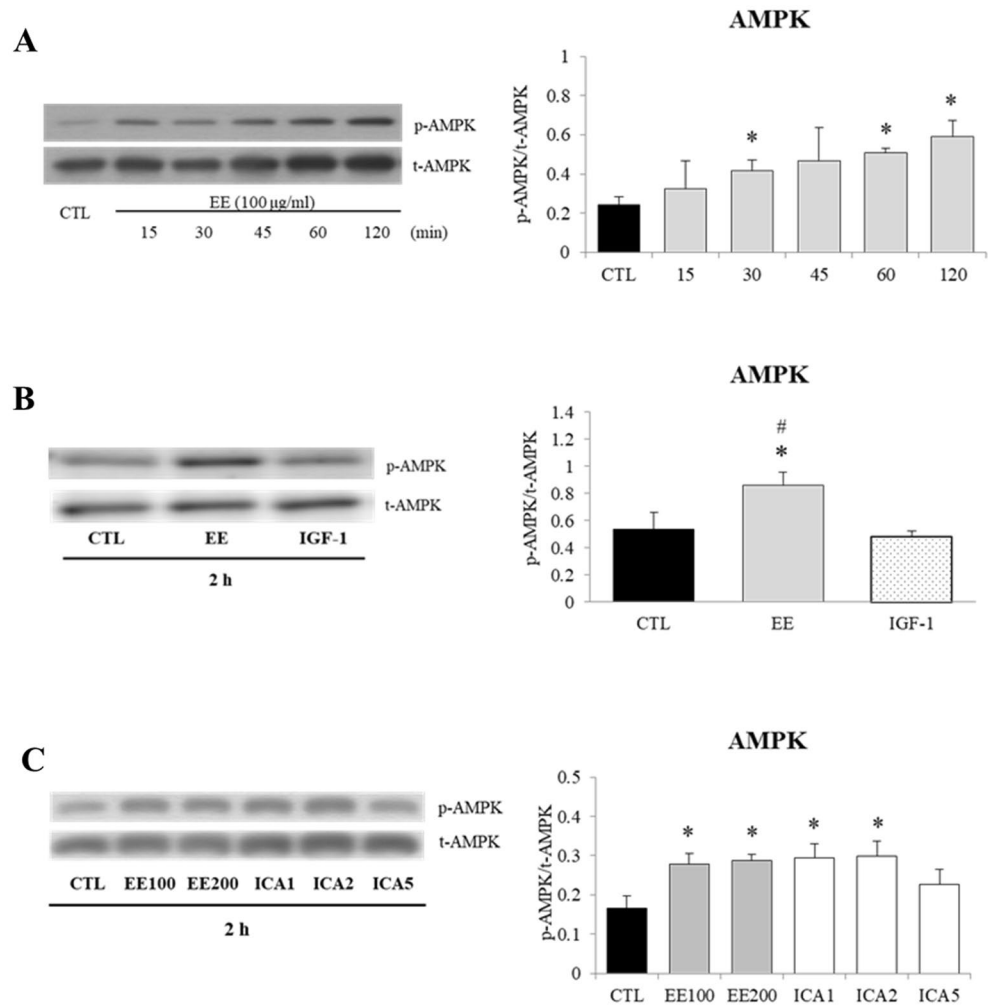 A
p-AMPK
t-AMPK
CTL
EE (100 μg/ml)
15 30 45 60 120 (min)
AMPK
p-AMPK/t-AMPK
1
0.8
0.6
0.4
0.2
0
* * *
CTL 15 30 45 60 120
B
p-AMPK
t-AMPK
CTL EE IGF-1
2 h
AMPK
p-AMPK/t-AMPK
1.4
1.2
1
0.8
0.6
0.4
0.2
0
#
*
CTL EE IGF-1
C
p-AMPK
t-AMPK
CTL EE100 EE200 ICA1 ICA2 ICA5
2 h
AMPK
p-AMPK/t-AMPK
0.5
0.4
0.3
0.2
0.1
0
* * * *
CTL EE100 EE200 ICA1 ICA2 ICA5